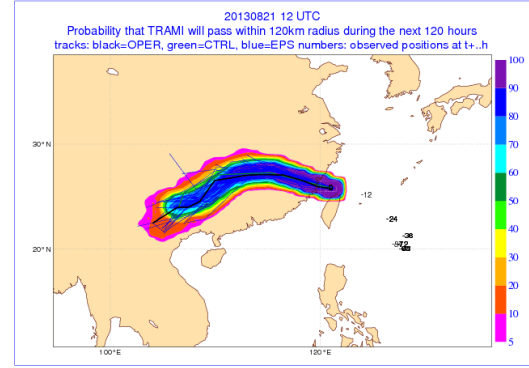 20130821 12 UTC
Probability that TRAMI will pass within 120km radius during the next 120 hours
tracks: black=OPER, green=CTRL, blue=EPS numbers: observed positions at t+..h
100
90
80
70
60
50
40
30
20
10
5
30°N
20°N
100°E
120°E
-12
-24
-36